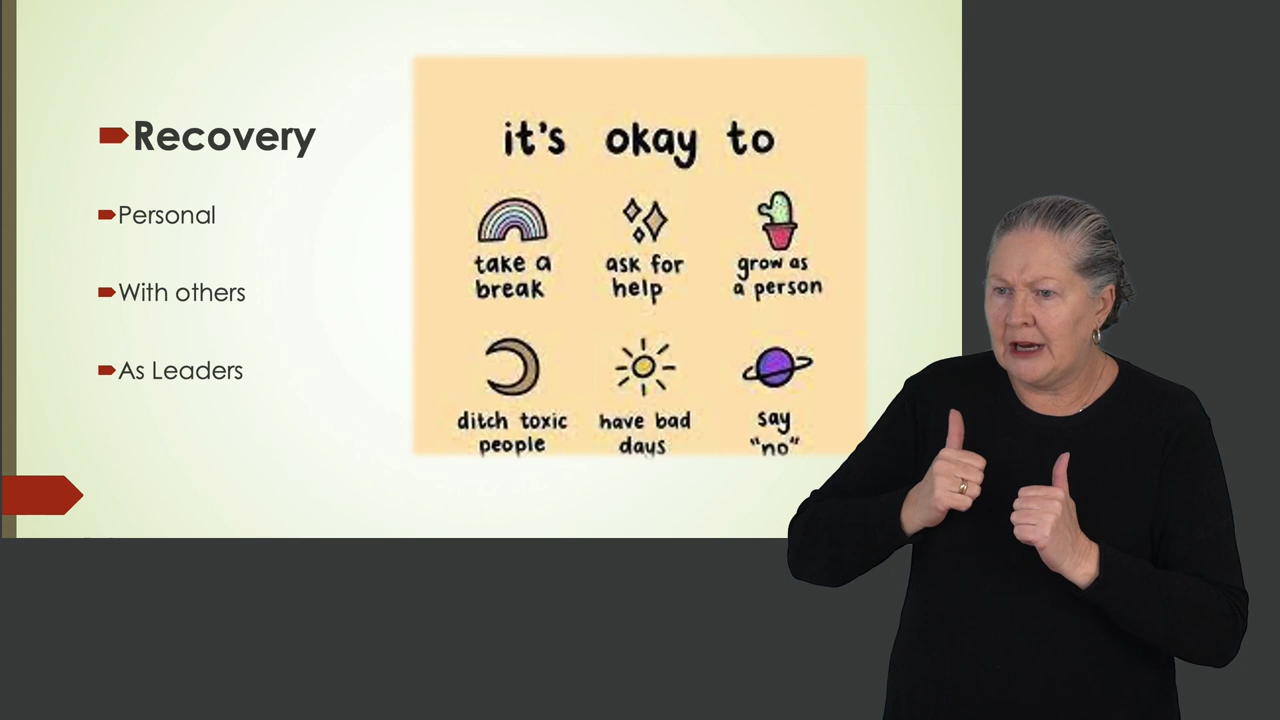 Recovery
Personal
With others
As Leaders
it's okay to
take a
break
ask for
help
grow as
a person
ditch toxic
people
have bad
days
say
"no"